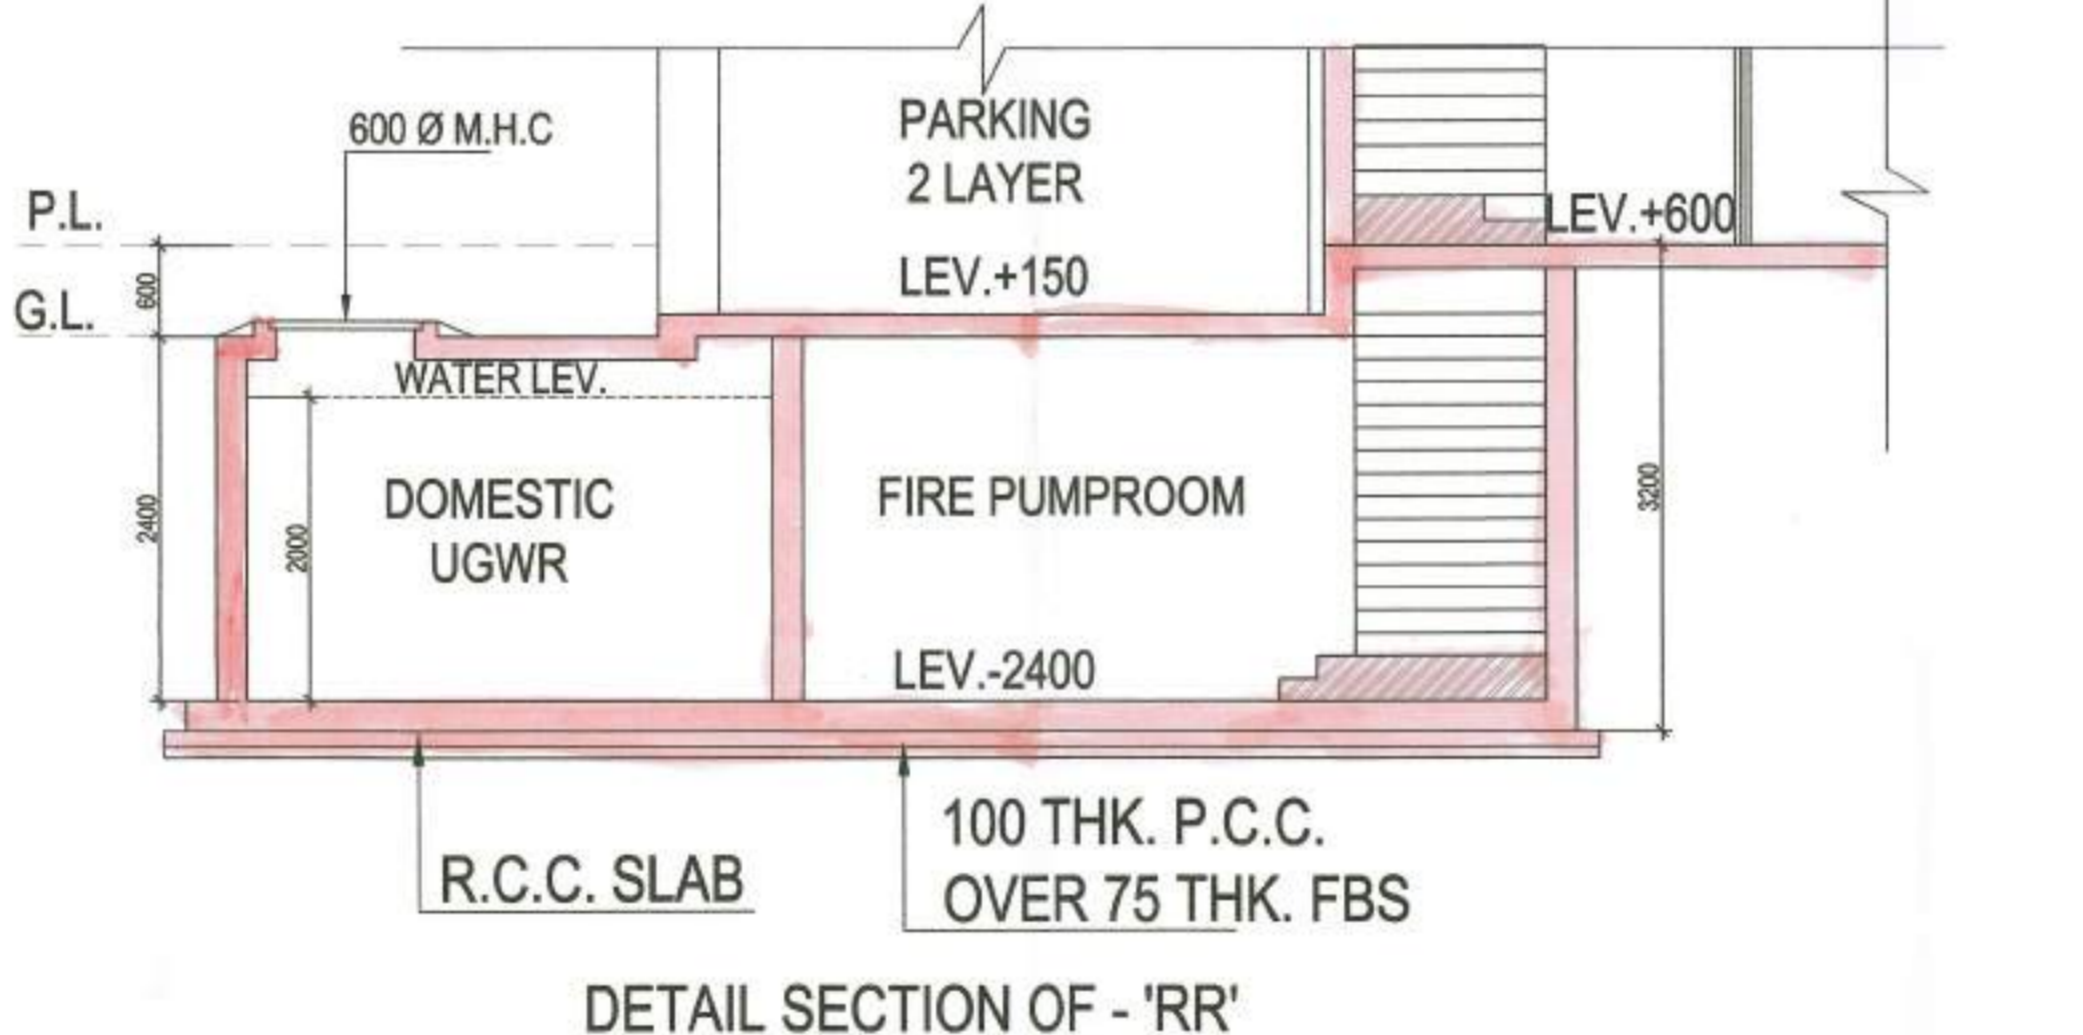 PARKING
2 LAYER
LEV.+150
600 Ø M.H.C
P.L.
600
G.L.
LEV.+600
WATER LEV.
DOMESTIC
UGWR
2400
2000
FIRE PUMPROOM
3200
LEV.-2400
R.C.C. SLAB
100 THK. P.C.C.
OVER 75 THK. FBS
DETAIL SECTION OF - 'RR'